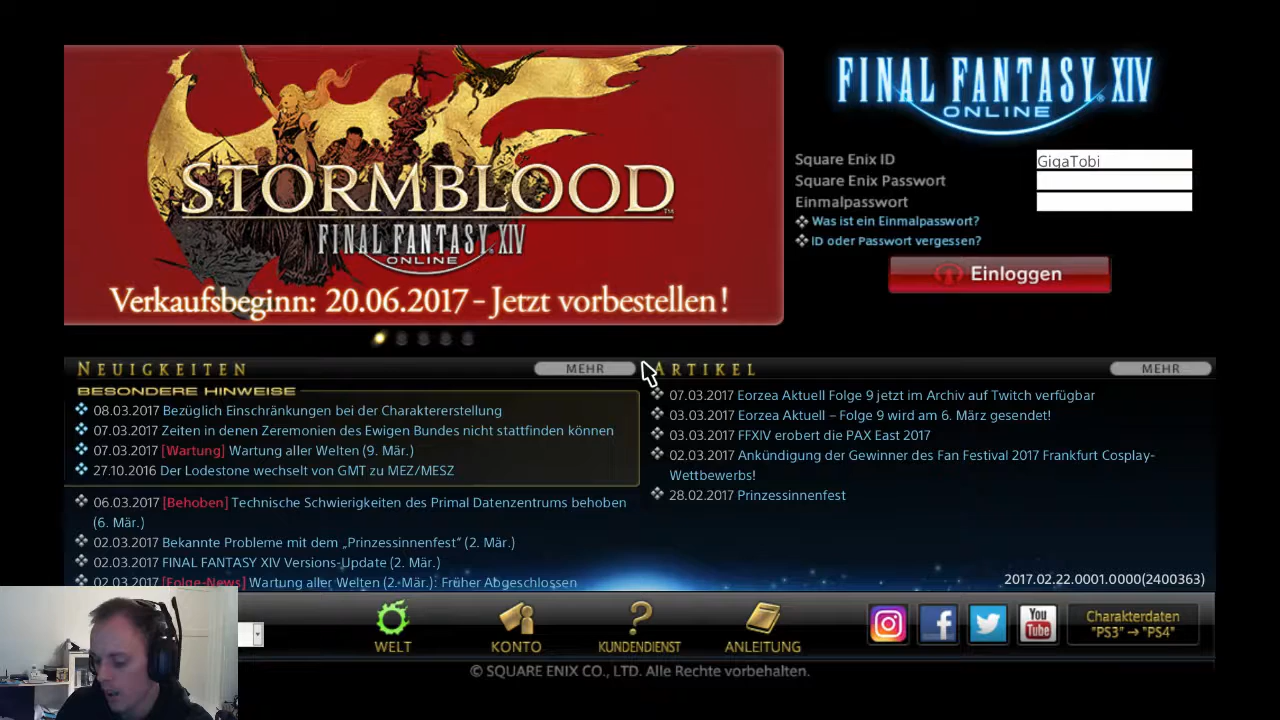 STORMBLOOD
FINAL FANTASY XIV
ONLINE
Verkaufsbeginn: 20.06.2017 - Jetzt vorbestellen!
FINAL FANTASY XIV
ONLINE
Square Enix ID GigaTobi
Square Enix Passwort
Einmalpasswort
Was ist ein Einmalpasswort?
ID oder Passwort vergessen?
Einloggen
NEUIGKEITEN MEHR
BESONDERE HINWEISE
08.03.2017 Bezüglich Einschränkungen bei der Charaktererstellung
07.03.2017 Zeiten in denen Zeremonien des Ewigen Bundes nicht stattfinden können
07.03.2017 [Wartung] Wartung aller Welten (9. Mär.)
27.10.2016 Der Lodestone wechselt von GMT zu MEZ/MESZ
06.03.2017 [Behoben] Technische Schwierigkeiten des Primal Datenzentrums behoben
(6. Mär.)
02.03.2017 Bekannte Probleme mit dem „Prinzessinnenfest“ (2. Mär.)
02.03.2017 FINAL FANTASY XIV Versions-Update (2. Mär.)
02.03.2017 [Folge-News] Wartung aller Welten (2. Mär.): Früher Abgeschlossen
ARTIKEL MEHR
07.03.2017 Eorzea Aktuell Folge 9 jetzt im Archiv auf Twitch verfügbar
03.03.2017 Eorzea Aktuell – Folge 9 wird am 6. März gesendet!
03.03.2017 FFXIV erobert die PAX East 2017
02.03.2017 Ankündigung der Gewinner des Fan Festival 2017 Frankfurt Cosplay-
Wettbewerbs!
28.02.2017 Prinzessinnenfest
2017.02.22.0001.0000(2400363)
WELT
KONTO
KUNDENDIENST
ANLEITUNG
You
Tube
Charakterdaten
"PS3" → "PS4"
© SQUARE ENIX CO., LTD. Alle Rechte vorbehalten.